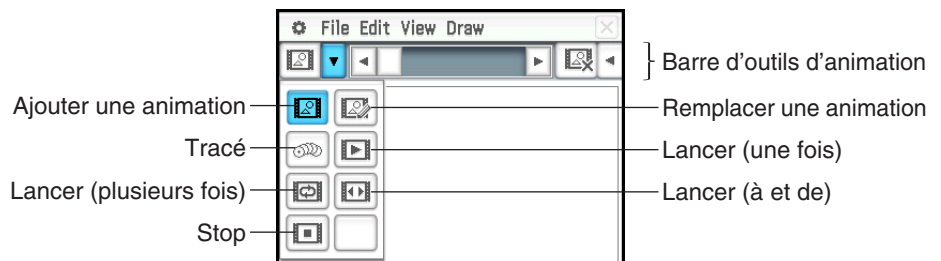 File Edit View Draw
Barre d'outils d'animation
Ajouter une animation
Remplacer une animation
Tracé
Lancer (une fois)
Lancer (plusieurs fois)
Lancer (à et de)
Stop